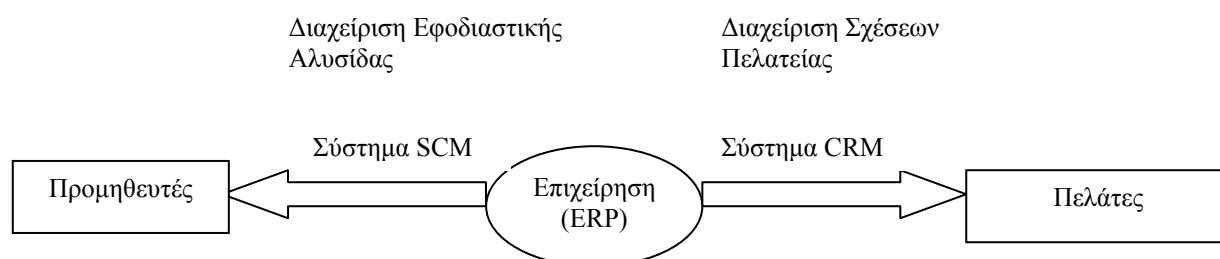 Διαχείριση Εφοδιαστικής
Αλυσίδας
Διαχείριση Σχέσεων
Πελατείας
Σύστημα SCM
Σύστημα CRM
Προμηθευτές
Επιχείρηση
(ERP)
Πελάτες